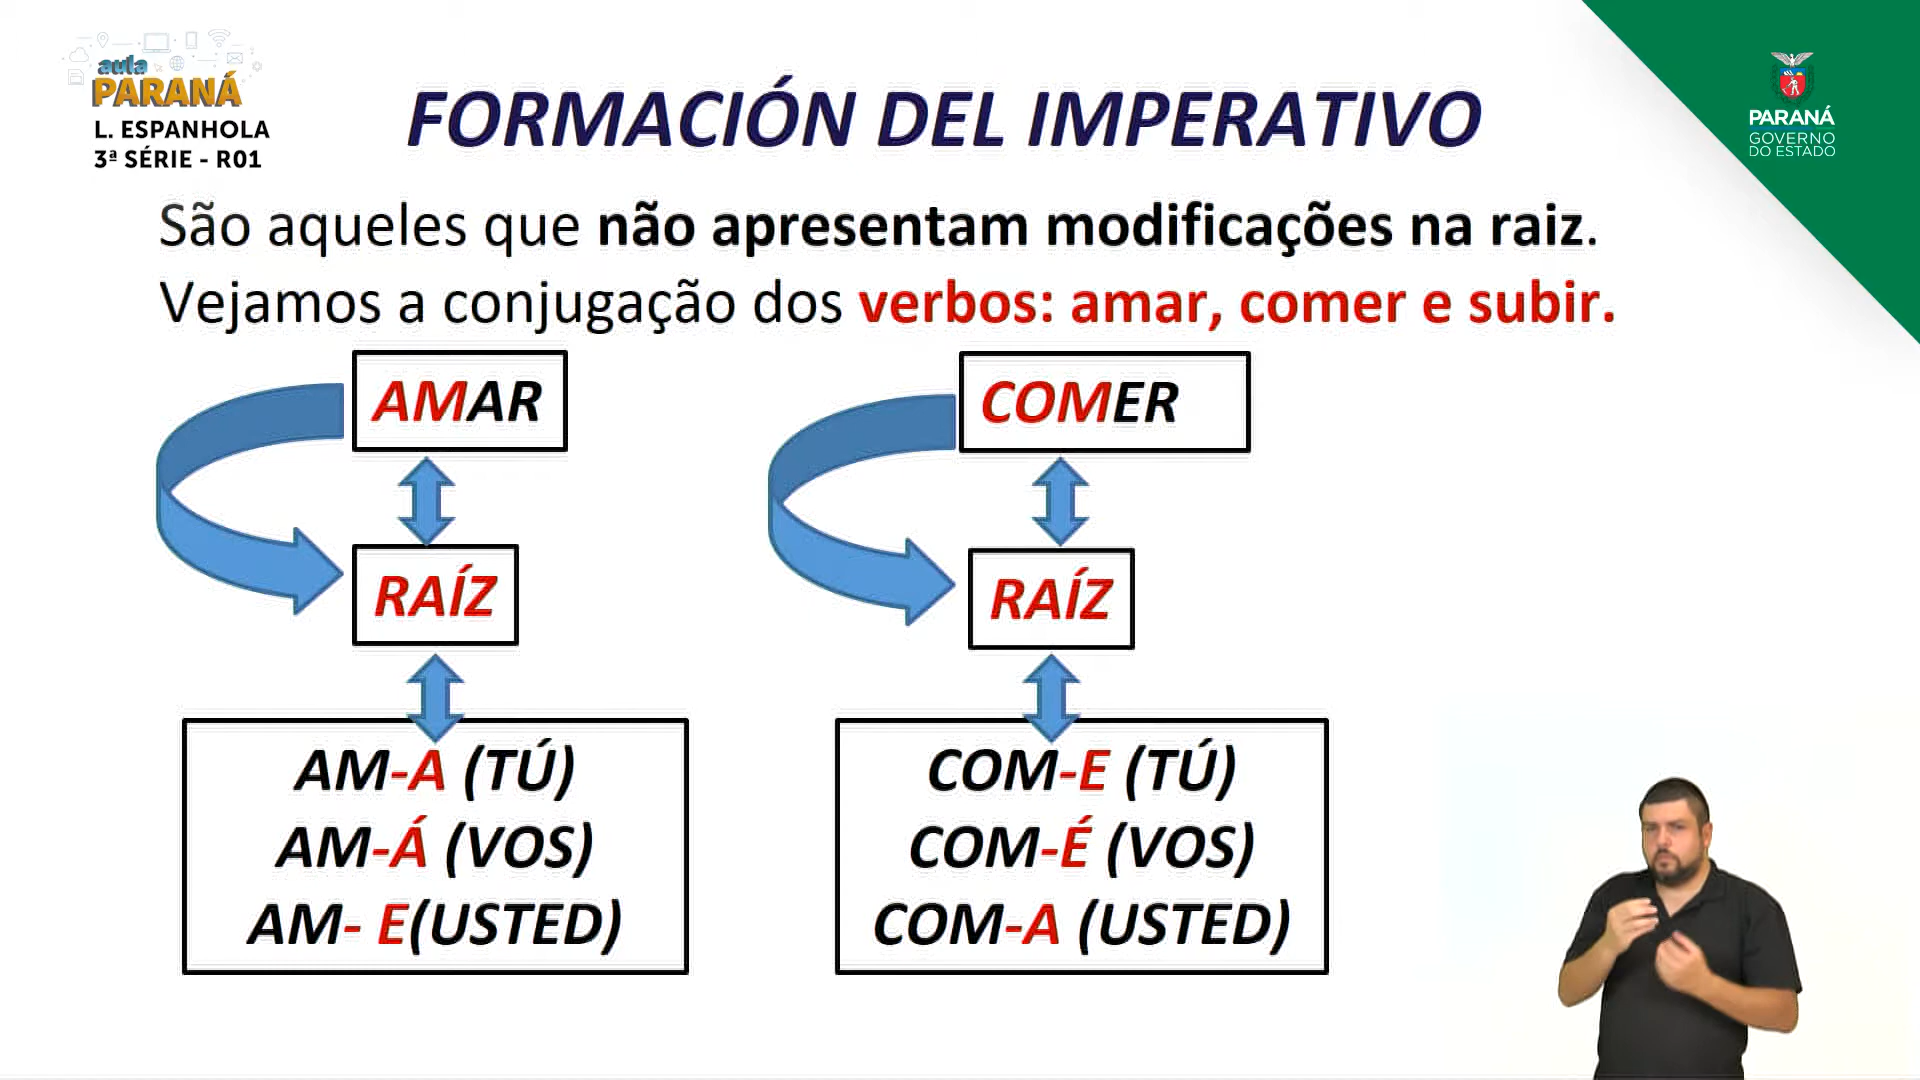 aula
PARANÁ
L. ESPANHOLA
3ª SÉRIE - R01
FORMACIÓN DEL IMPERATIVO
PARANÁ
GOVERNO
DO ESTADO
São aqueles que não apresentam modificações na raiz.
Vejamos a conjugação dos verbos: amar, comer e subir.
AMAR
COMER
RAÍZ
RAÍZ
AM-A (TÚ)
AM-Á (VOS)
AM- E(USTED)
COM-E (TÚ)
COM-É (VOS)
COM-A (USTED)